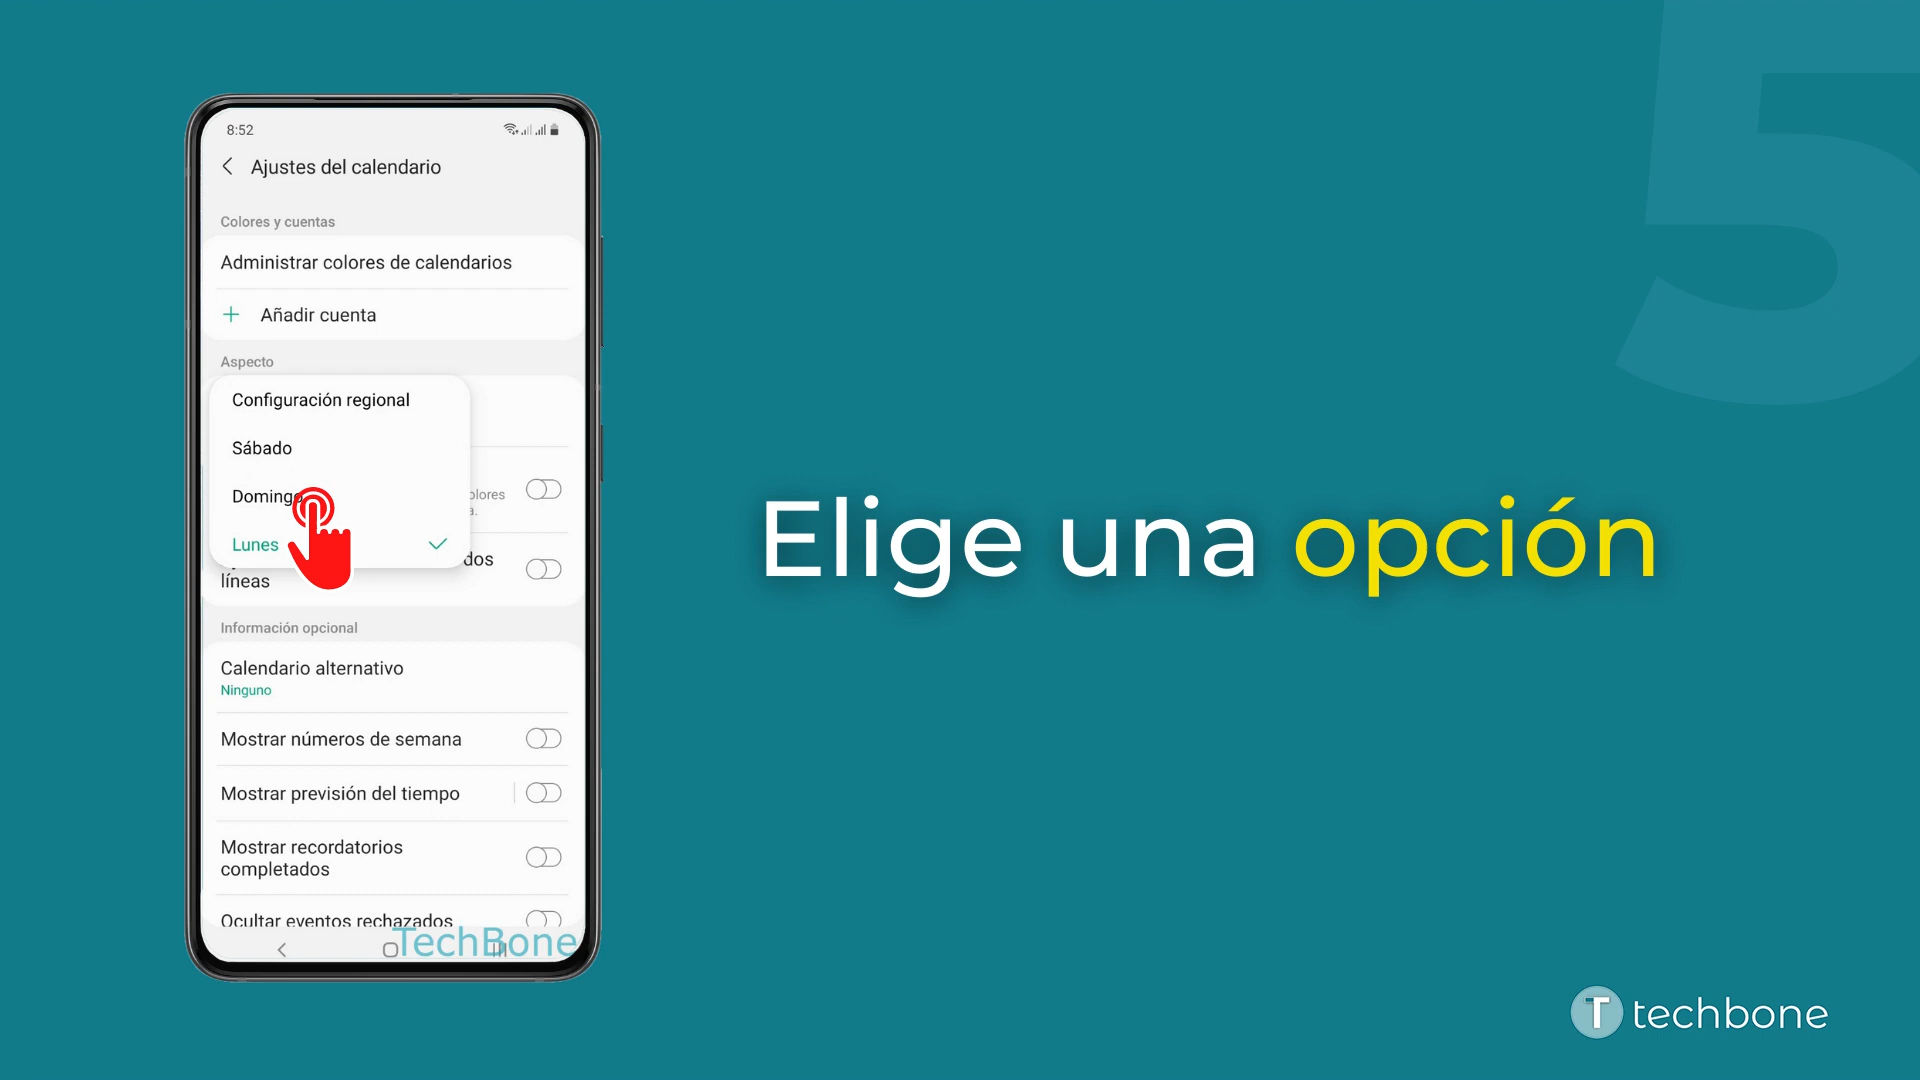 5
8:52
Ajustes del calendario
Colores y cuentas
Administrar colores de calendarios
+ Añadir cuenta
Aspecto
Configuración regional
Sábado
Domingo
Lunes
líneas
Información opcional
Calendario alternativo
Ninguno
Mostrar números de semana
Mostrar previsión del tiempo
Mostrar recordatorios
completados
Ocultar eventos rechazados
TechBone
Elige una opción
techbone